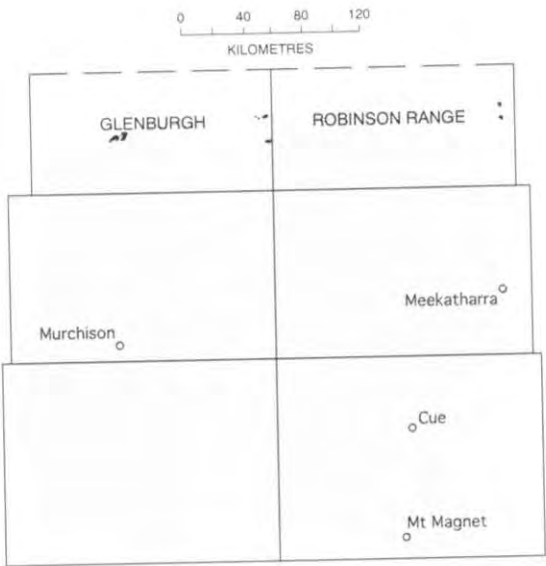 0 40 80 120
KILOMETRES
GLENBURGH
ROBINSON RANGE
Meekatharra
Murchison
Cue
Mt Magnet